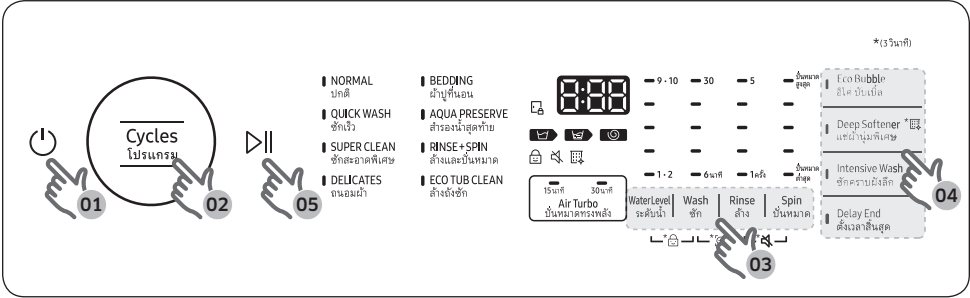 *(3วินาที)
Cycles
โปรแกรม
NORMAL
ปกติ
QUICK WASH
ซักเร็ว
SUPER CLEAN
ซักสะอาดพิเศษ
DELICATES
ถนอมผ้า
BEDDING
ผ้าปูที่นอน
AQUA PRESERVE
สำรองน้ำสุดท้าย
RINSE+SPIN
ล้างและปั่นหมาด
ECO TUB CLEAN
ล้างถังซัก
8:88
15นาที 30นาที
Air Turbo
ปั่นหมาดทรงพลัง
9·10 30 5 ปั่นหมาด
สูงสุด
1·2 6นาที 1ครั้ง ปั่นหมาด
ต่ำสุด
WaterLevel
ระดับน้ำ
Wash
ซัก
Rinse
ล้าง
Spin
ปั่นหมาด
* * *
Eco Bubble
อีโค บับเบิ้ล
Deep Softener *
แช่ผ้านุ่มพิเศษ
Intensive Wash
ซักคราบฝังลึก
Delay End
ตั้งเวลาสิ้นสุด
01
02
05
03
04